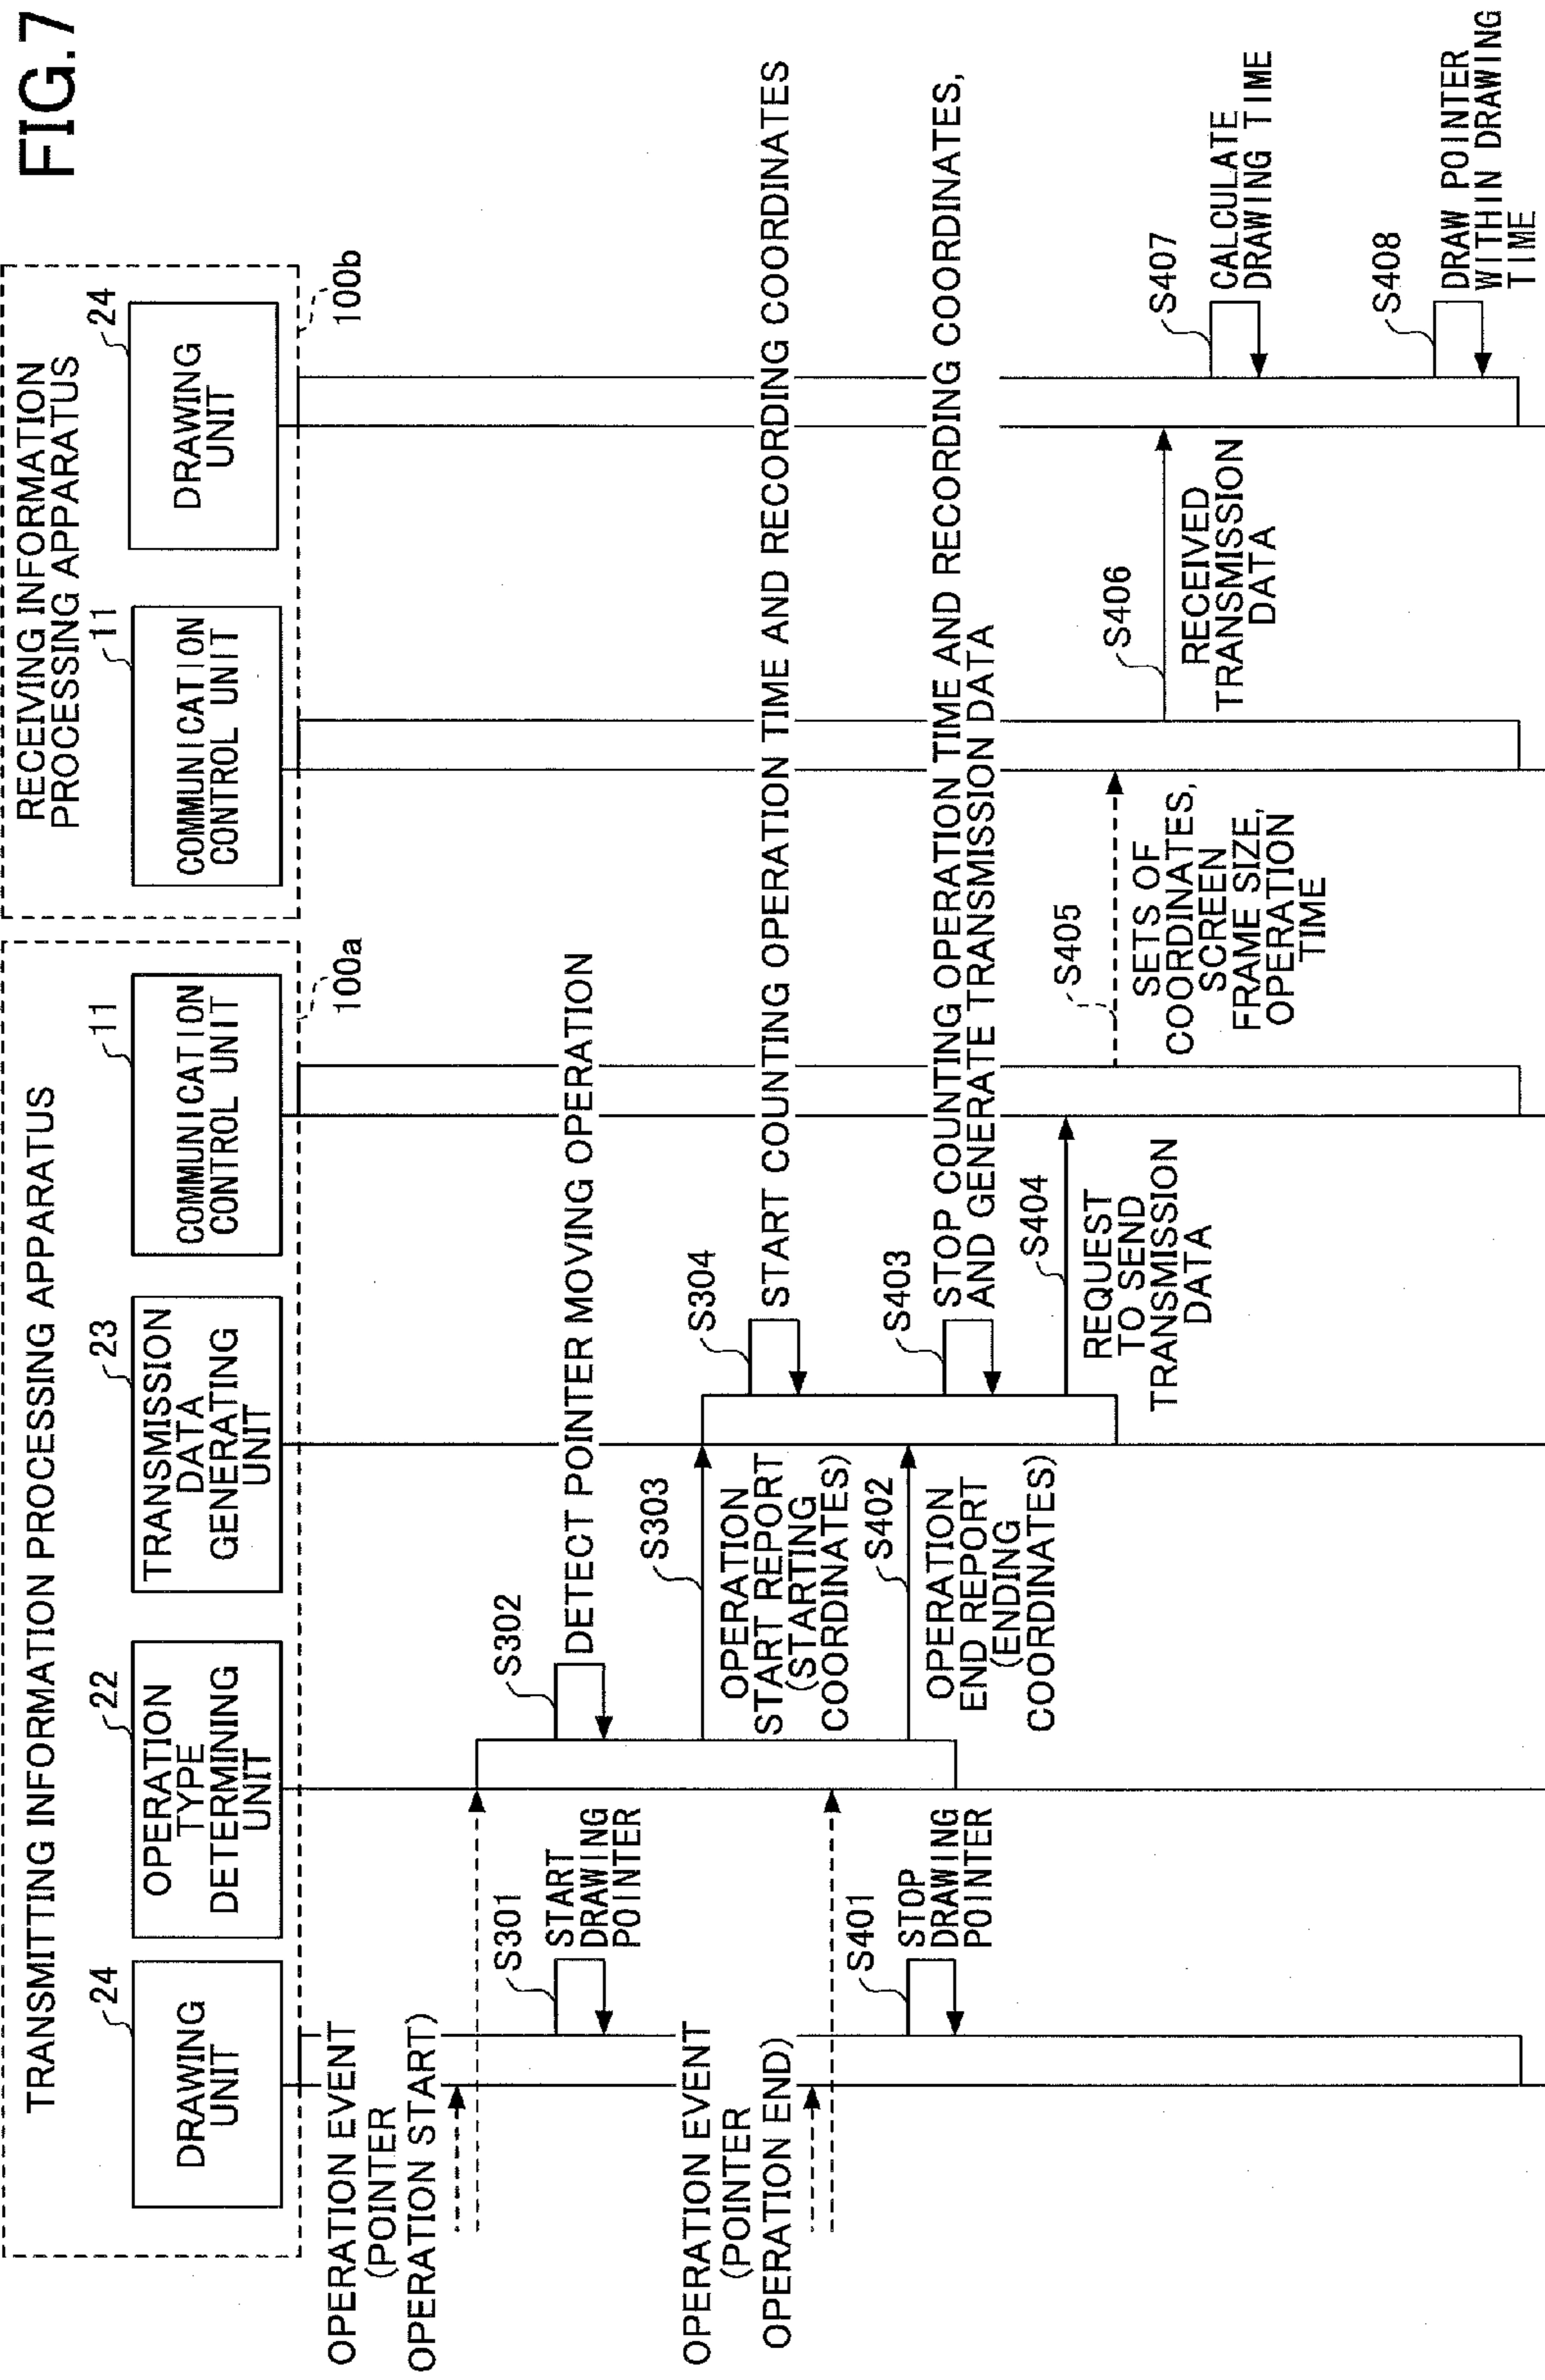 FIG.7
TRANSMITTING INFORMATION PROCESSING APPARATUS
RECEIVING INFORMATION
PROCESSING APPARATUS
24
DRAWING
UNIT
22
OPERATION
TYPE
DETERMINING
UNIT
23
TRANSMISSION
DATA
GENERATING
UNIT
11
COMMUNICATION
CONTROL UNIT
100a
11
COMMUNICATION
CONTROL UNIT
24
DRAWING
UNIT
100b
OPERATION EVENT
(POINTER
OPERATION START)
S301
START
DRAWING
POINTER
S302
DETECT POINTER MOVING OPERATION
S303
OPERATION
START REPORT
(STARTING
COORDINATES)
S304
START COUNTING OPERATION TIME AND RECORDING COORDINATES
OPERATION EVENT
(POINTER
OPERATION END)
S401
STOP
DRAWING
POINTER
S402
OPERATION
END REPORT
(ENDING
COORDINATES)
S403
STOP COUNTING OPERATION TIME AND RECORDING COORDINATES,
AND GENERATE TRANSMISSION DATA
S404
REQUEST
TO SEND
TRANSMISSION
DATA
S405
SETS OF
COORDINATES,
SCREEN
FRAME SIZE,
OPERATION
TIME
S406
RECEIVED
TRANSMISSION
DATA
S407
CALCULATE
DRAWING TIME
S408
DRAW POINTER
WITHIN DRAWING
TIME